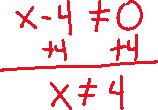 x - 4 ≠ 0
+4 +4
x ≠ 4